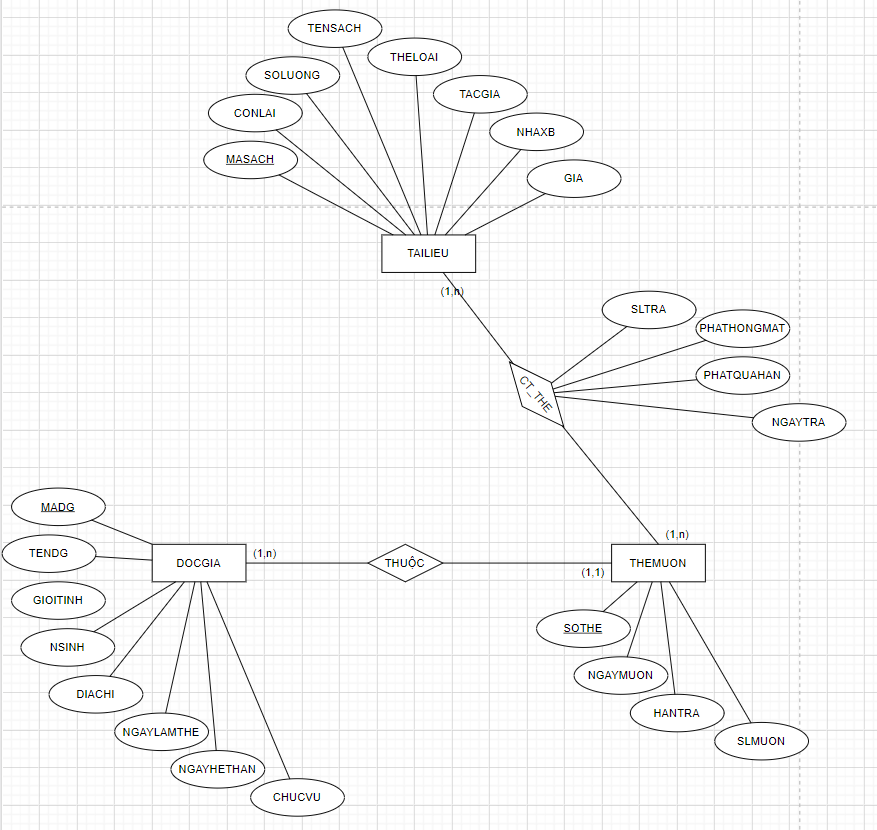 TENSACH
THELOAI
SOLUONG
TACGIA
CONLAI
NHAXB
MASACH
GIA
TAILIEU
(1,n)
SLTRA
PHATHONGMAT
PHATQUAHAN
CT_THE
NGAYTRA
MADG
(1,n)
TENDG
(1,n)
DOCGIA
THUỘC
(1,1)
THEMUON
GIOITINH
SOTHE
NSINH
NGAYMUON
DIACHI
HANTRA
NGAYLAMTHE
SLMUON
NGAYHETHAN
CHUCVU